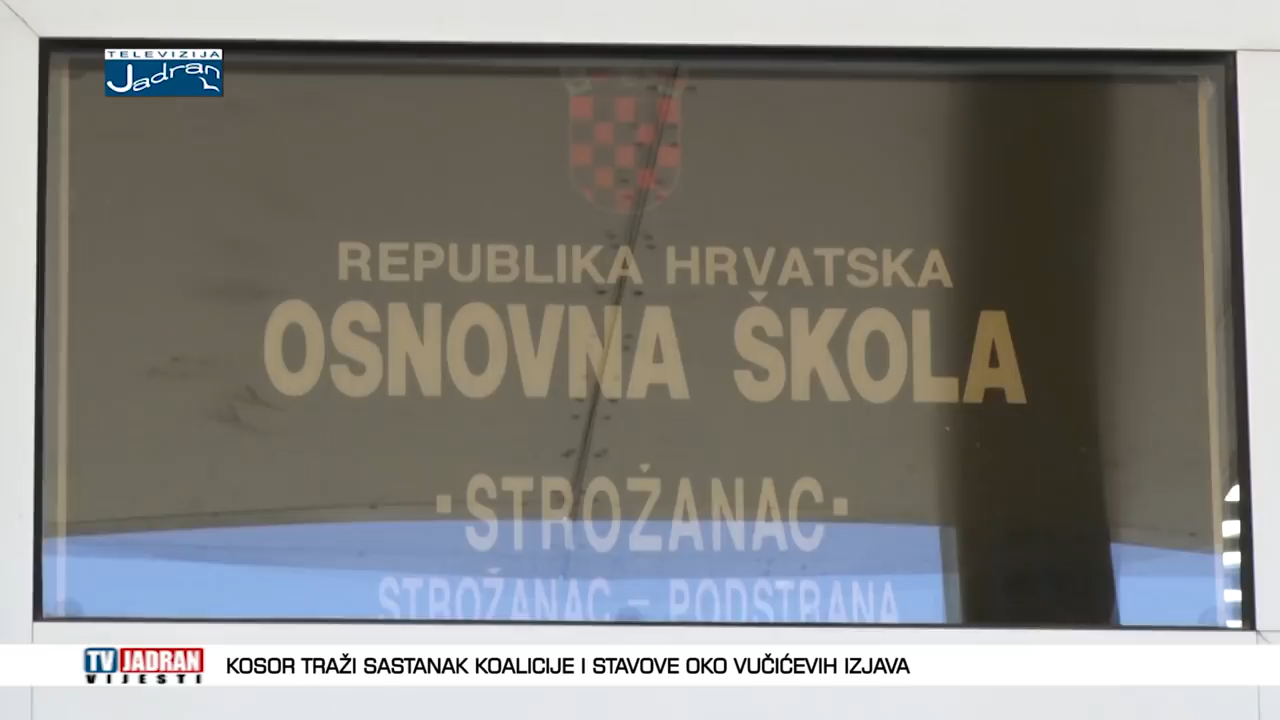 TELEVIZIJA
Jadran
REPUBLIKA HRVATSKA
OSNOVNA ŠKOLA
·STROŽANAC·
STROŽANAC - PODSTRANA
TV JADRAN
VIJESTI
KOSOR TRAŽI SASTANAK KOALICIJE I STAVOVE OKO VUČIĆEVIH IZJAVA